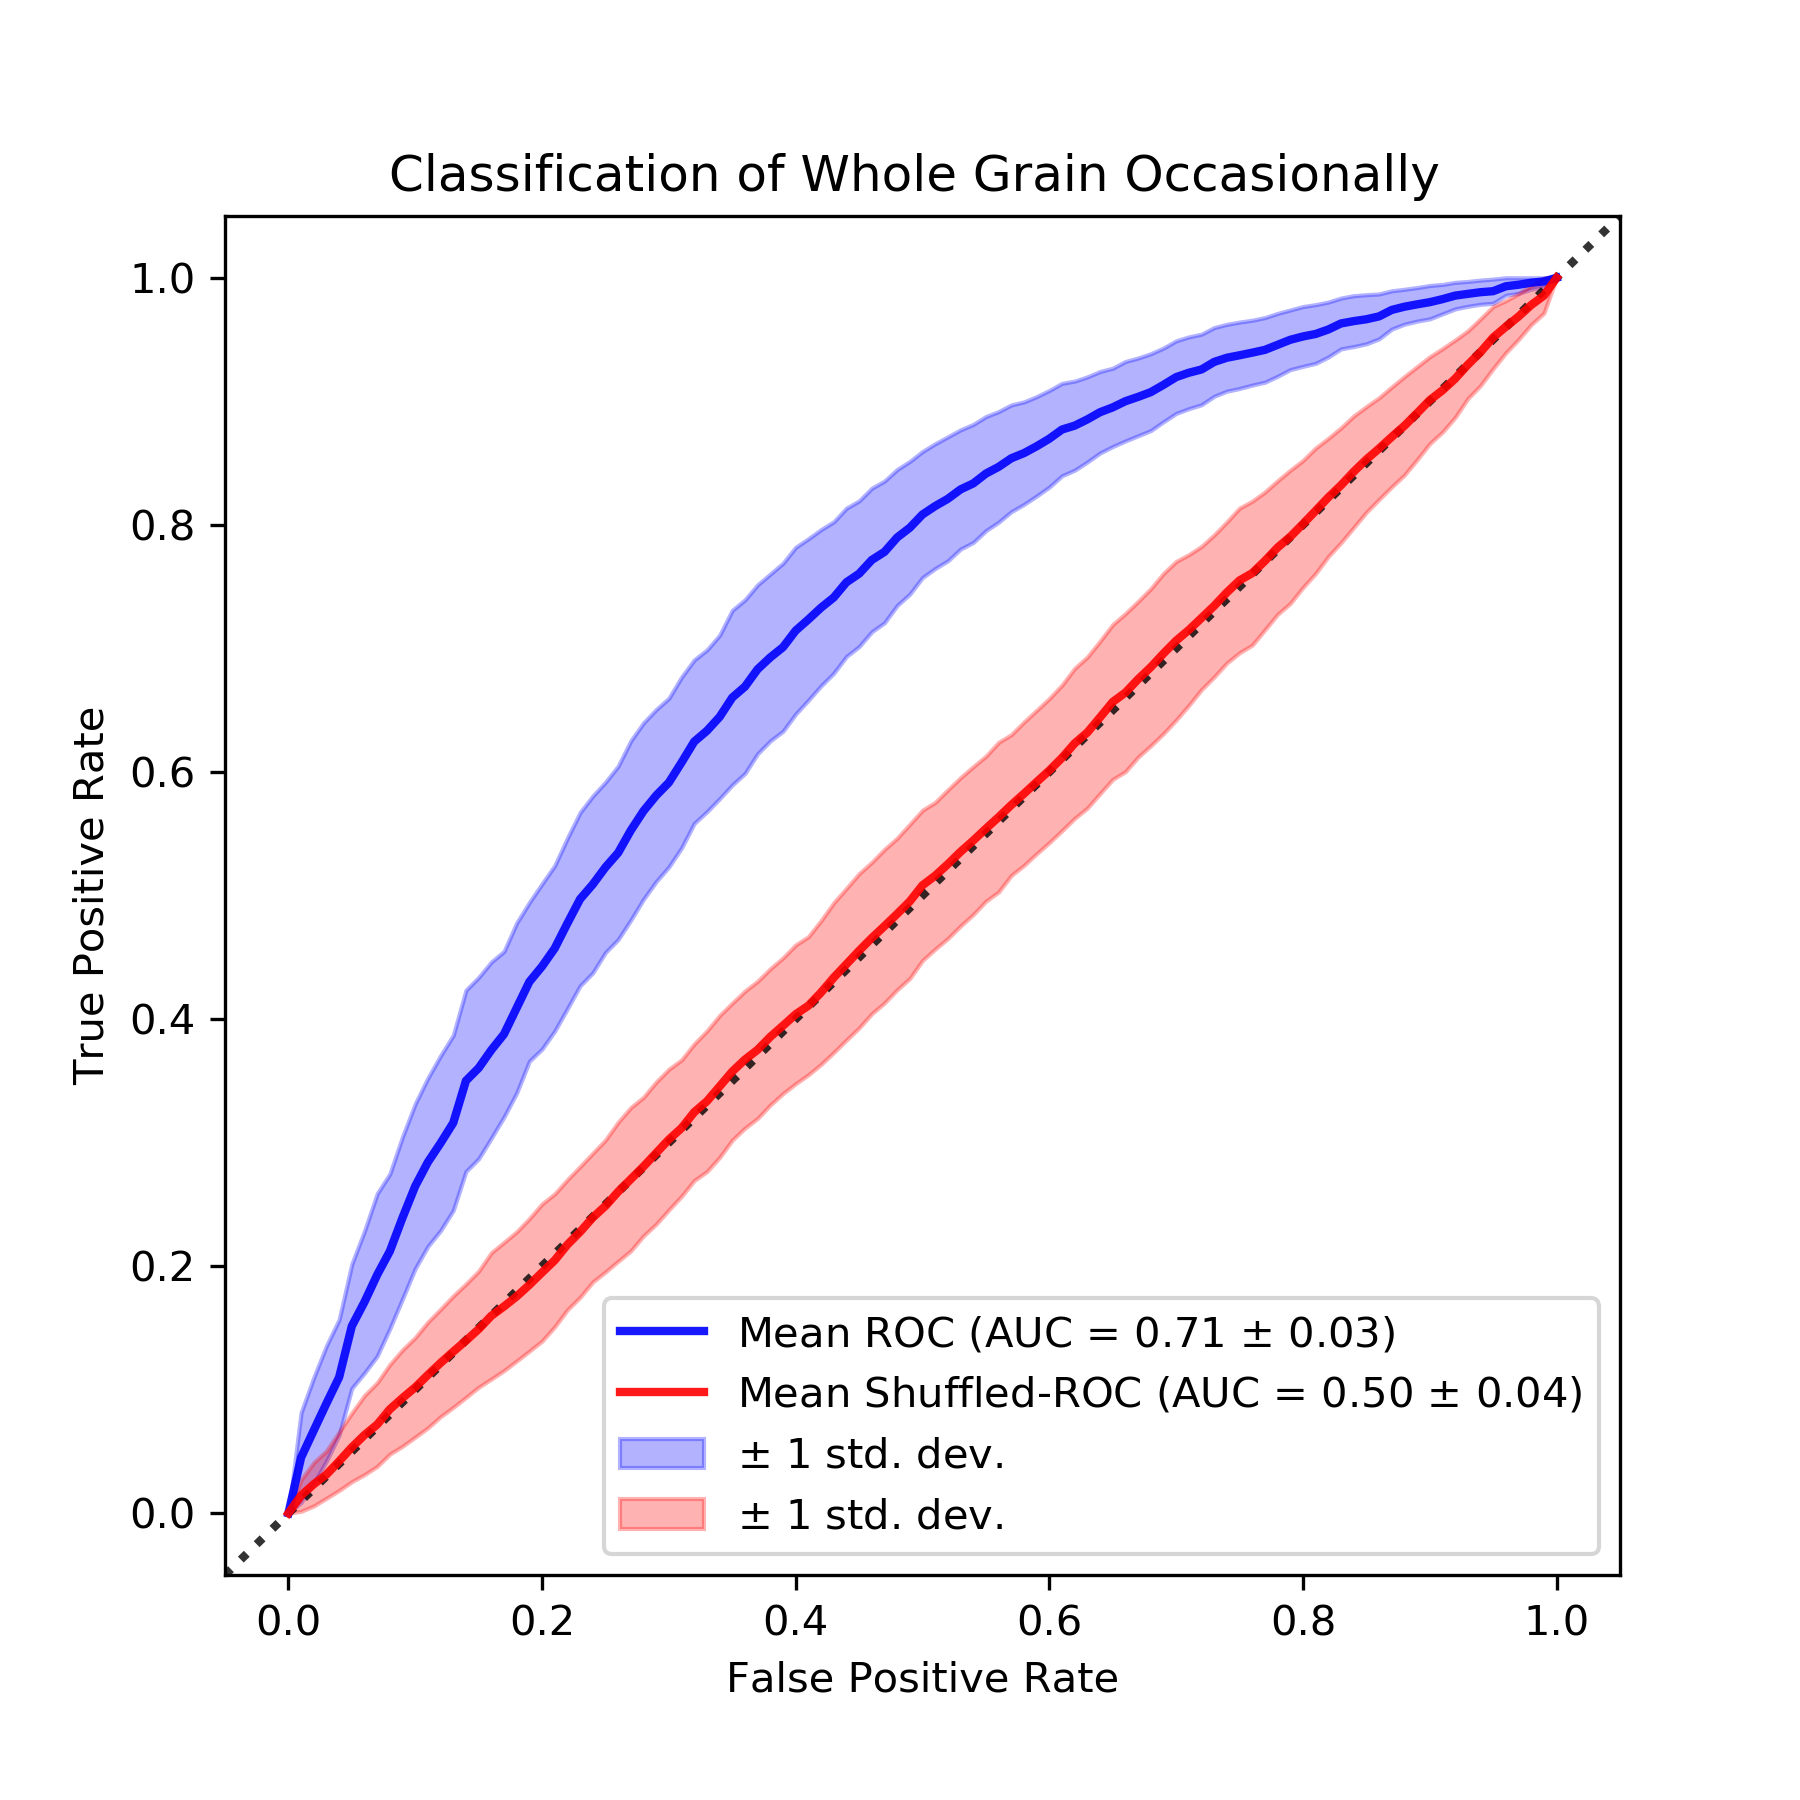 Classification of Whole Grain Occasionally
1.0
0.8
0.6
0.4
0.2
0.0
True Positive Rate
Mean ROC (AUC = 0.71 ± 0.03)
Mean Shuffled-ROC (AUC = 0.50 ± 0.04)
± 1 std. dev.
± 1 std. dev.
0.0 0.2 0.4 0.6 0.8 1.0
False Positive Rate